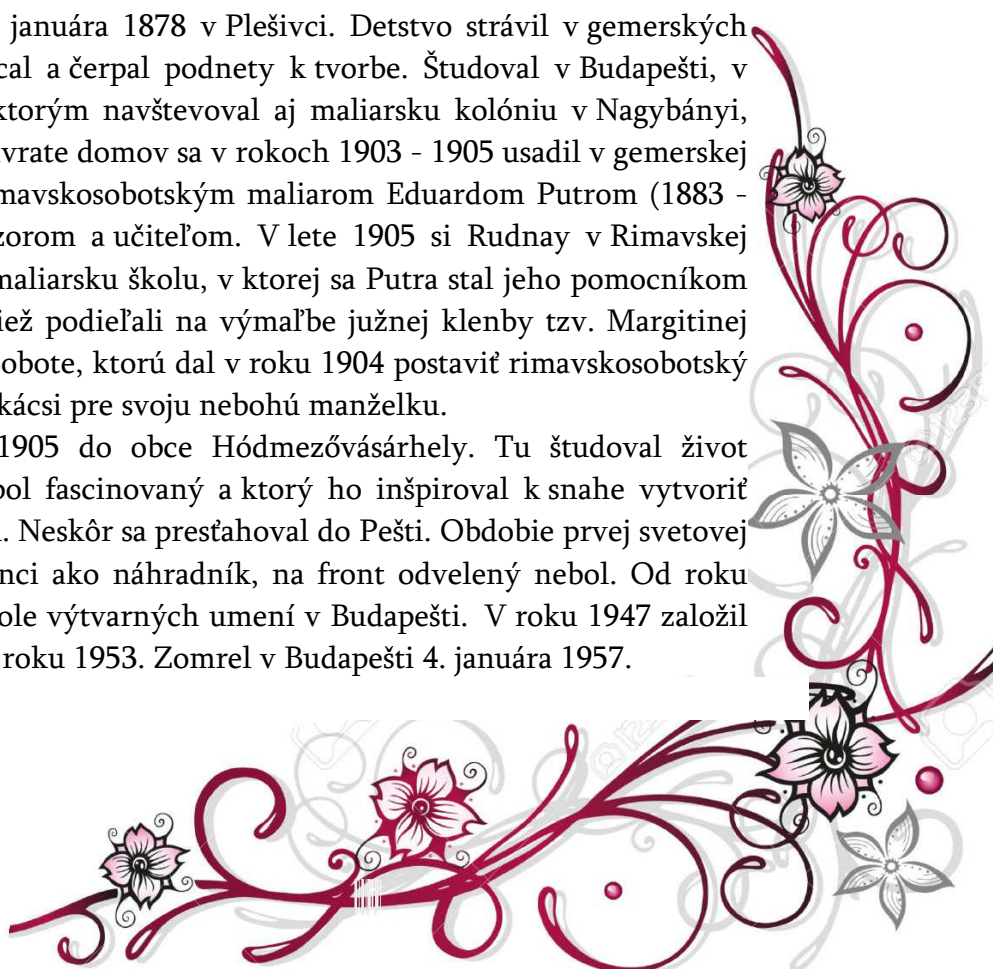 januára 1878 v Plešivci. Detstvo strávil v gemerských
cal a čerpal podnety k tvorbe. Študoval v Budapešti, v
ktorým navštevoval aj maliarsku kolóniu v Nagybányi,
vrate domov sa v rokoch 1903 - 1905 usadil v gemerskej
mavskosobotským maliarom Eduardom Putrom (1883 -
zorom a učiteľom. V lete 1905 si Rudnay v Rimavskej
maliarsku školu, v ktorej sa Putra stal jeho pomocníkom
iež podieľali na výmaľbe južnej klenby tzv. Margitinej
obote, ktorú dal v roku 1904 postaviť rimavskosobotský
kácsi pre svoju nebohú manželku.
1905 do obce Hódmezővásárhely. Tu študoval život
ol fascinovaný a ktorý ho inšpiroval k snahe vytvoriť
. Neskôr sa presťahoval do Pešti. Obdobie prvej svetovej
nci ako náhradník, na front odvelený nebol. Od roku
ole výtvarných umení v Budapešti. V roku 1947 založil
roku 1953. Zomrel v Budapešti 4. januára 1957.